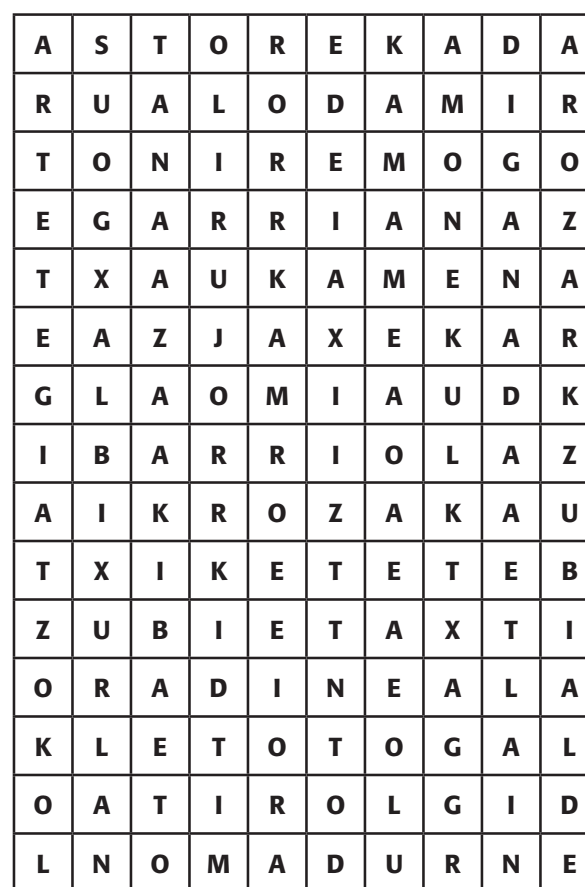 A S T O R E K A D A
R U A L O D A M I R
T O N I R E M O G O
E G A R R I A N A Z
T X A U K A M E N A
E A Z J A X E K A R
G L A O M I A U D K
I B A R R I O L A Z
A I K R O Z A K A U
T X I K E T E T E B
Z U B I E T A X T I
O R A D I N E A L A
K L E T O T O G A L
O A T I R O L G I D
L N O M A D U R N E